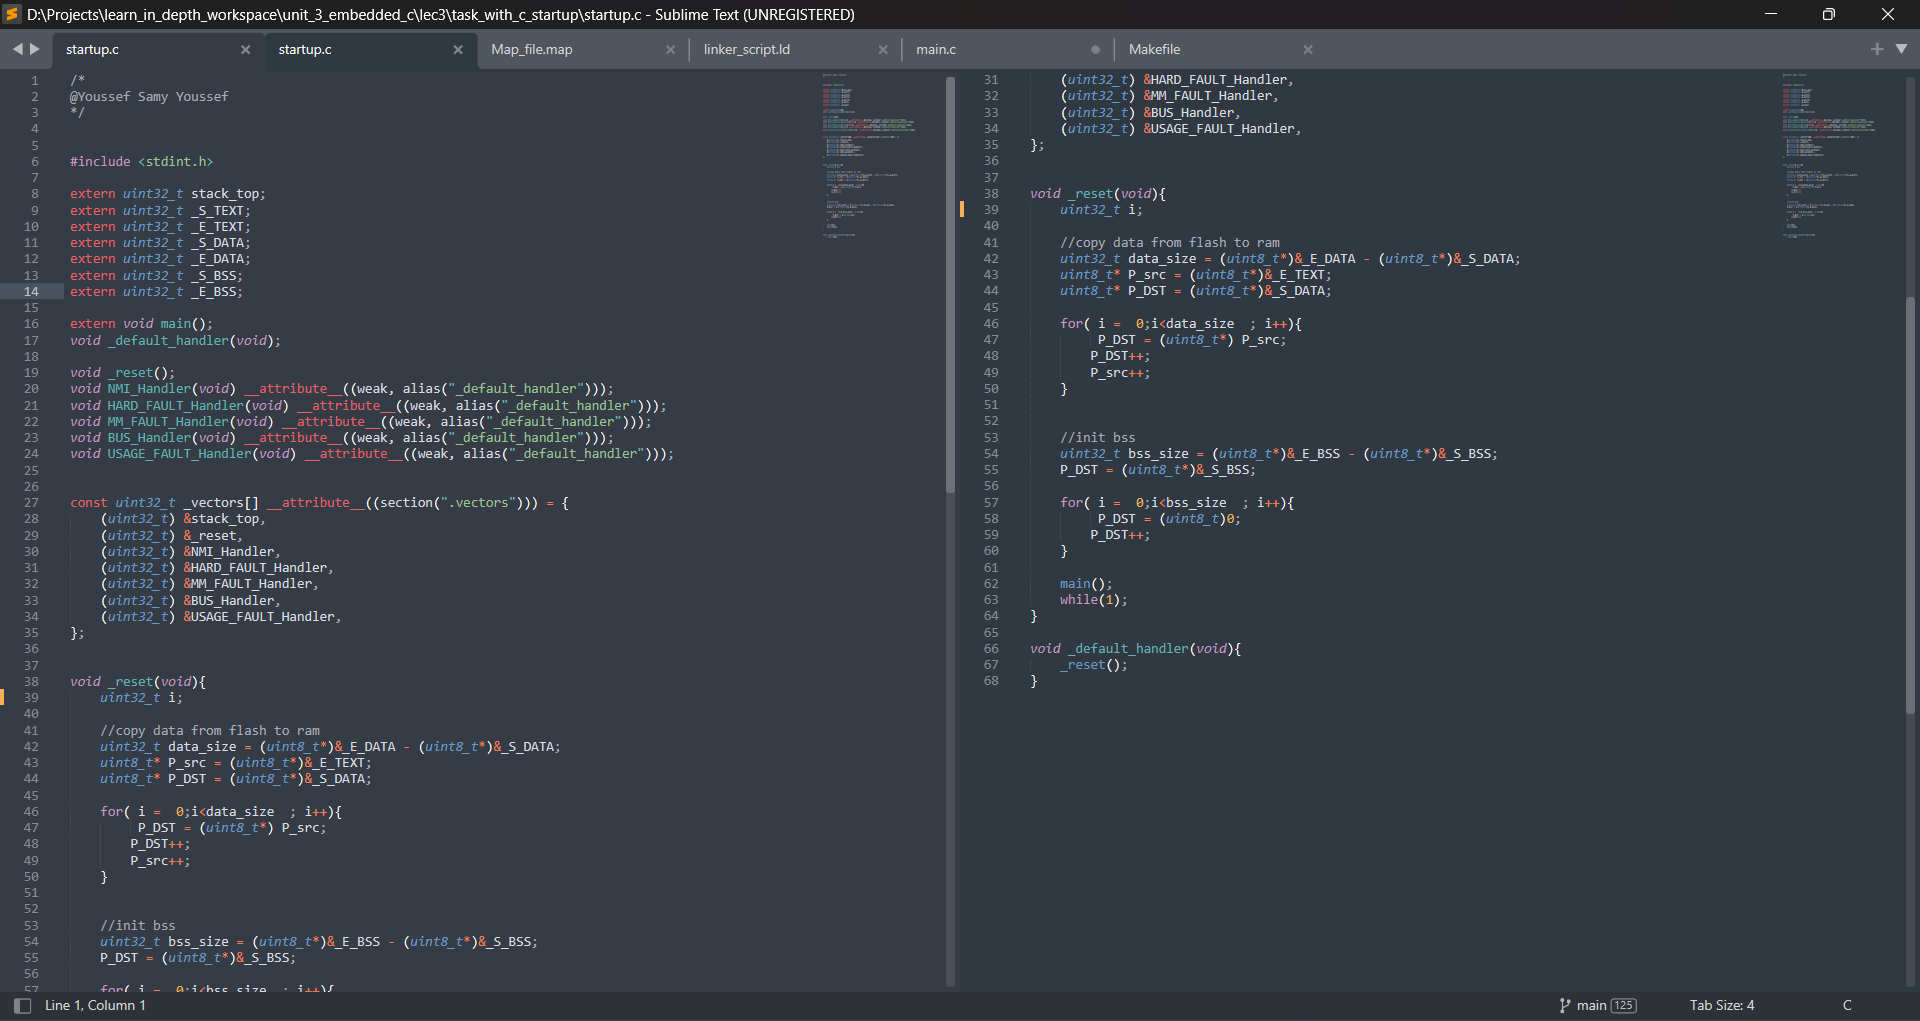 D:\Projects\learn_in_depth_workspace\unit_3_embedded_c\lec3\task_with_c_startup\startup.c - Sublime Text (UNREGISTERED)
startup.c
startup.c
Map_file.map
linker_script.ld
main.c
Makefile
1 /*
2 @Youssef Samy Youssef
3 */
4
5
6 #include <stdint.h>
7
8 extern uint32_t stack_top;
9 extern uint32_t _S_TEXT;
10 extern uint32_t _E_TEXT;
11 extern uint32_t _S_DATA;
12 extern uint32_t _E_DATA;
13 extern uint32_t _S_BSS;
14 extern uint32_t _E_BSS;
15
16 extern void main();
17 void _default_handler(void);
18
19 void _reset();
20 void NMI_Handler(void) __attribute__((weak, alias("_default_handler")));
21 void HARD_FAULT_Handler(void) __attribute__((weak, alias("_default_handler")));
22 void MM_FAULT_Handler(void) __attribute__((weak, alias("_default_handler")));
23 void BUS_Handler(void) __attribute__((weak, alias("_default_handler")));
24 void USAGE_FAULT_Handler(void) __attribute__((weak, alias("_default_handler")));
25
26
27 const uint32_t _vectors[] __attribute__((section(".vectors"))) = {
28 (uint32_t) &stack_top,
29 (uint32_t) &_reset,
30 (uint32_t) &NMI_Handler,
31 (uint32_t) &HARD_FAULT_Handler,
32 (uint32_t) &MM_FAULT_Handler,
33 (uint32_t) &BUS_Handler,
34 (uint32_t) &USAGE_FAULT_Handler,
35 };
36
37
38 void _reset(void){
39 uint32_t i;
40
41 //copy data from flash to ram
42 uint32_t data_size = (uint8_t*)&_E_DATA - (uint8_t*)&_S_DATA;
43 uint8_t* P_src = (uint8_t*)&_E_TEXT;
44 uint8_t* P_DST = (uint8_t*)&_S_DATA;
45
46 for( i = 0;i<data_size ; i++){
47 P_DST = (uint8_t*) P_src;
48 P_DST++;
49 P_src++;
50 }
51
52
53 //init bss
54 uint32_t bss_size = (uint8_t*)&_E_BSS - (uint8_t*)&_S_BSS;
55 P_DST = (uint8_t*)&_S_BSS;
56
57 for( i = 0;i<bss_size ; i++){
31 (uint32_t) &HARD_FAULT_Handler,
32 (uint32_t) &MM_FAULT_Handler,
33 (uint32_t) &BUS_Handler,
34 (uint32_t) &USAGE_FAULT_Handler,
35 };
36
37
38 void _reset(void){
39 uint32_t i;
40
41 //copy data from flash to ram
42 uint32_t data_size = (uint8_t*)&_E_DATA - (uint8_t*)&_S_DATA;
43 uint8_t* P_src = (uint8_t*)&_E_TEXT;
44 uint8_t* P_DST = (uint8_t*)&_S_DATA;
45
46 for( i = 0;i<data_size ; i++){
47 P_DST = (uint8_t*) P_src;
48 P_DST++;
49 P_src++;
50 }
51
52
53 //init bss
54 uint32_t bss_size = (uint8_t*)&_E_BSS - (uint8_t*)&_S_BSS;
55 P_DST = (uint8_t*)&_S_BSS;
56
57 for( i = 0;i<bss_size ; i++){
58 P_DST = (uint8_t)0;
59 P_DST++;
60 }
61
62 main();
63 while(1);
64 }
65
66 void _default_handler(void){
67 _reset();
68 }
Line 1, Column 1
main 125
Tab Size: 4
C